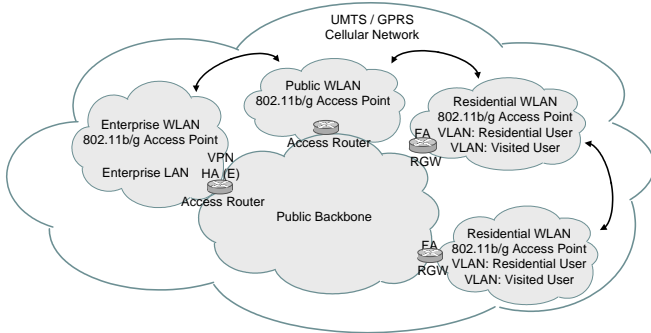 UMTS / GPRS
Cellular Network
Public WLAN
802.11b/g Access Point
Access Router
Enterprise WLAN
802.11b/g Access Point
Enterprise LAN
VPN
HA (E)
Access Router
Residential WLAN
802.11b/g Access Point
VLAN: Residential User
VLAN: Visited User
FA
RGW
Public Backbone
Residential WLAN
802.11b/g Access Point
VLAN: Residential User
VLAN: Visited User
FA
RGW